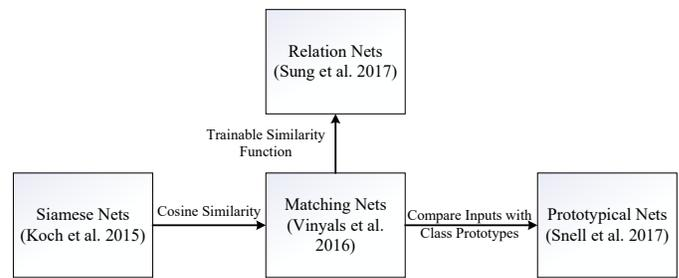 Relation Nets
(Sung et al. 2017)
Trainable Similarity
Function
Siamese Nets
(Koch et al. 2015)
Cosine Similarity
Matching Nets
(Vinyals et al.
2016)
Compare Inputs with
Class Prototypes
Prototypical Nets
(Snell et al. 2017)